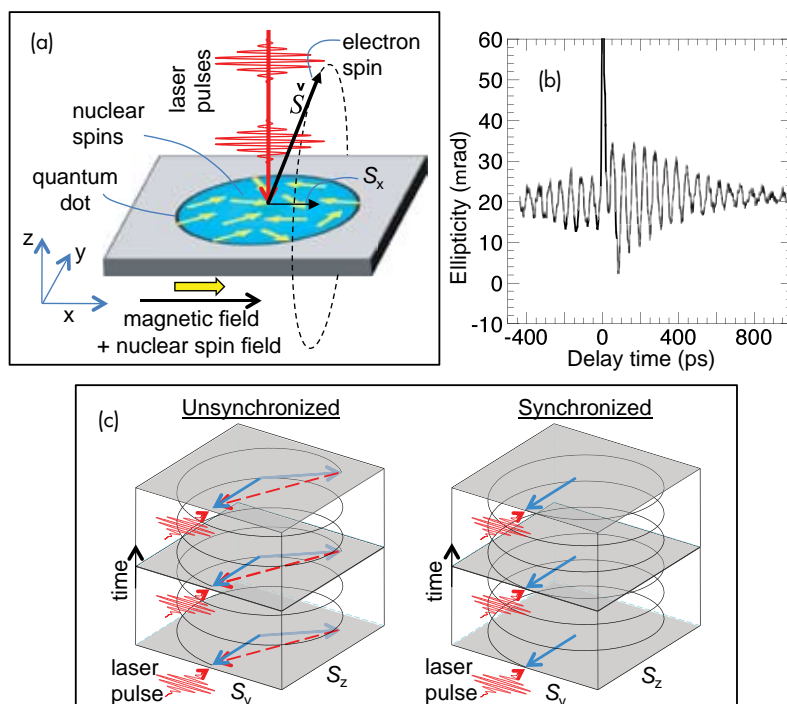 (a)
laser
pulses
electron
spin
S
nuclear
spins
quantum
dot
Sx
z
y
x
magnetic field
+ nuclear spin field
(b)
Ellipticity (mrad)
60
50
40
30
20
10
0
-10
-400
0
400
800
Delay time (ps)
(c)
Unsynchronized
time
laser
pulse
Sy
Sz
Synchronized
time
laser
pulse
Sy
Sz